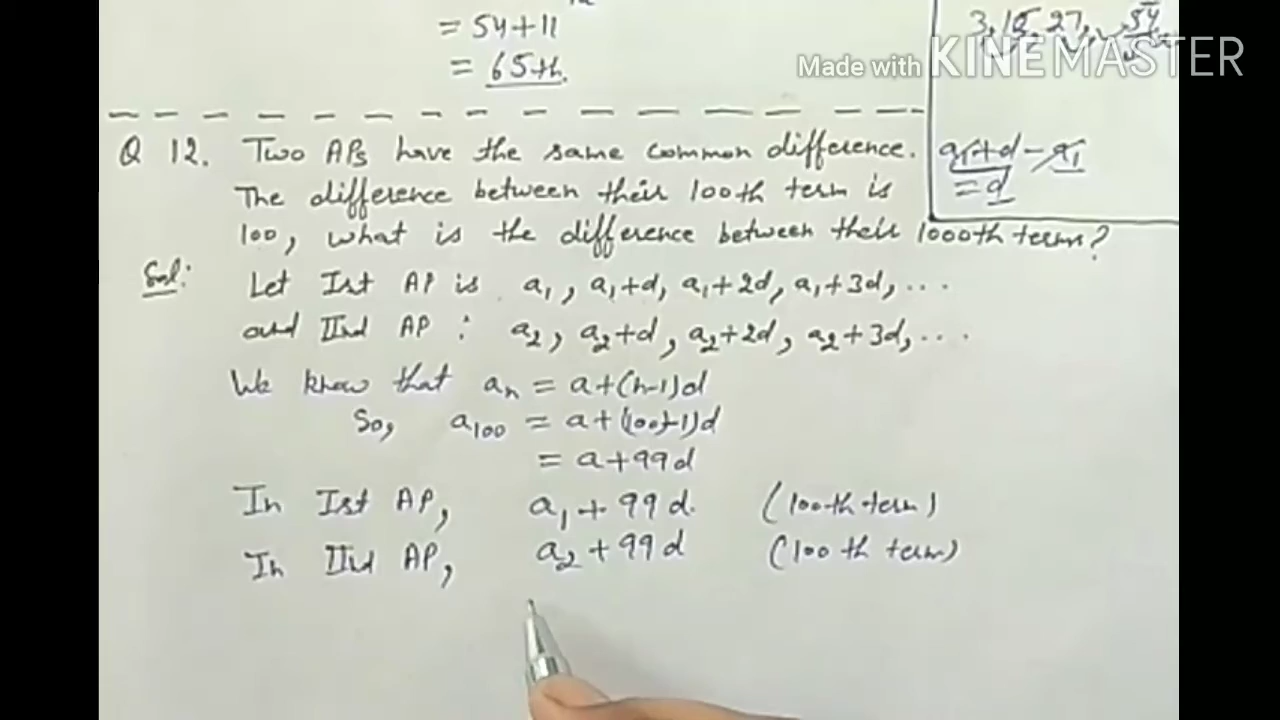 = 54+11
= 65th.
3, 15, 27,
Made with KINEMASTER
a₁+d-a₁
= d
Q 12. Two APs have the same common difference.
The difference between their 100th term is
100, what is the difference between their 1000th terms?
Sol:
Let Ist AP is a₁, a₁+d, a₁+2d, a₁+3d, ...
and IInd AP : a₂, a₂+d, a₂+2d, a₂+3d, ...
We know that aₙ = a+(n-1)d
So, a₁₀₀ = a+(100-1)d
= a+99d
In Ist AP, a₁+99d. (100th term)
In IInd AP, a₂+99d (100th term)